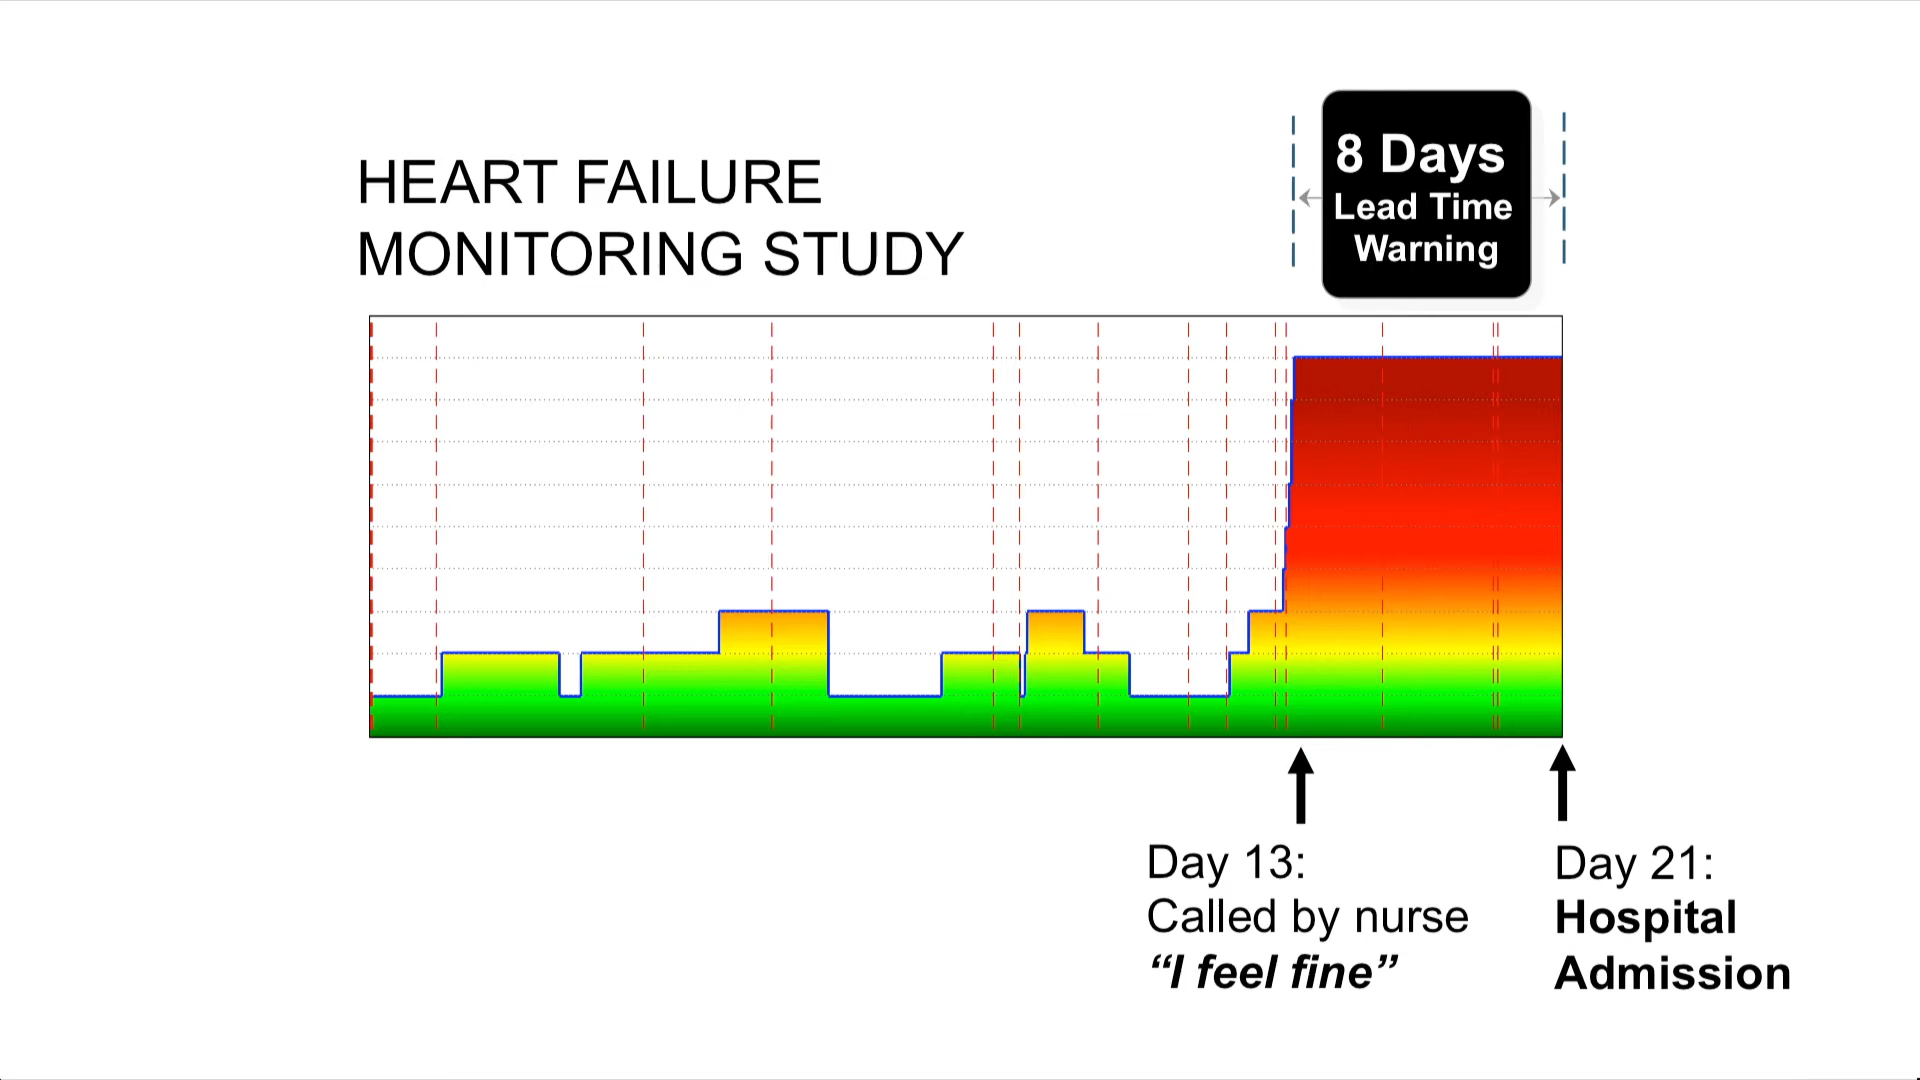 HEART FAILURE
MONITORING STUDY
8 Days
Lead Time
Warning
Day 13:
Called by nurse
“I feel fine”
Day 21:
Hospital
Admission